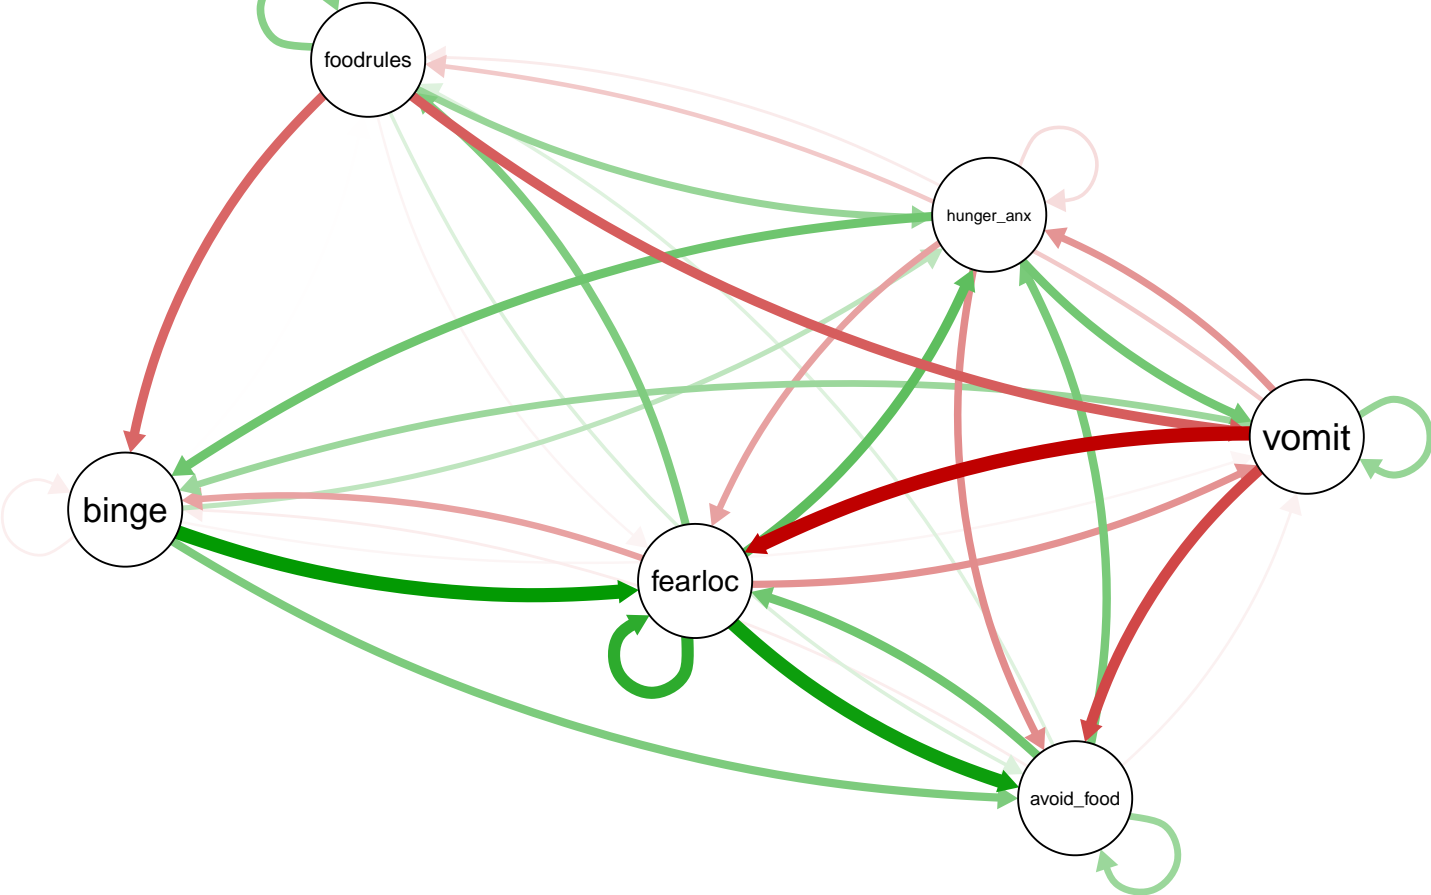 foodrules
hunger_anx
vomit
binge
fearloc
avoid_food